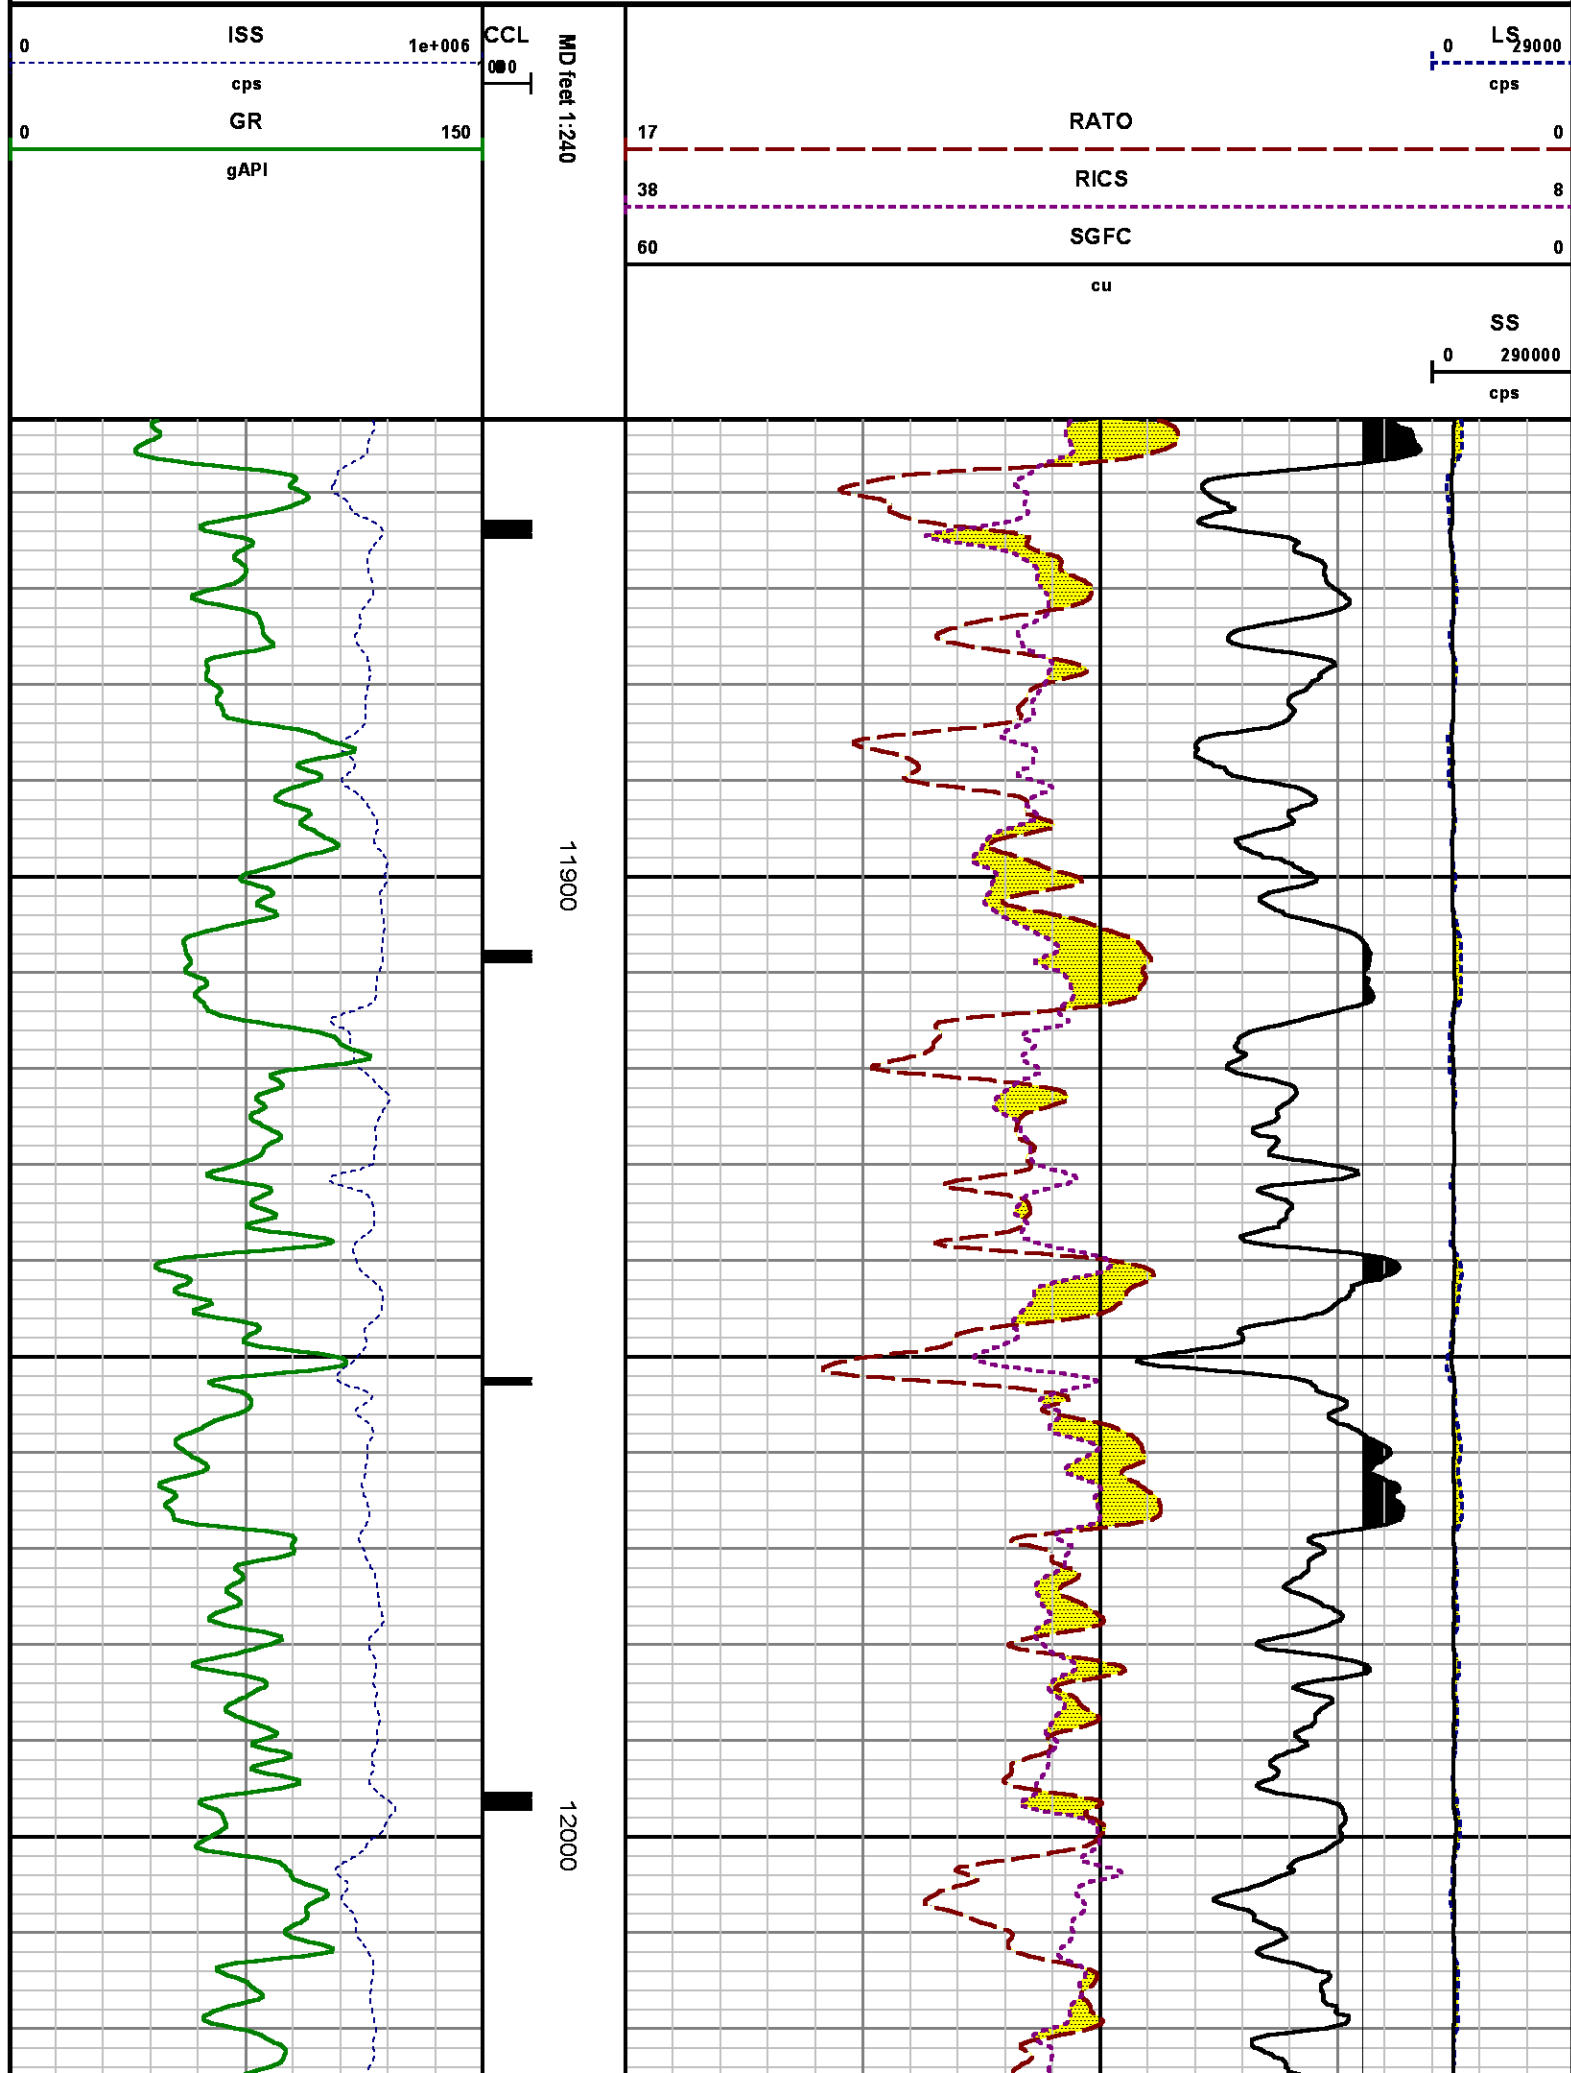 ISS
0 1e+006
cps
GR
0 150
gAPI
CCL
MD feet 1:240
LS
0 29000
cps
RATO
17 0
RICS
38 8
SGFC
60 0
cu
SS
0 290000
cps
11900
12000